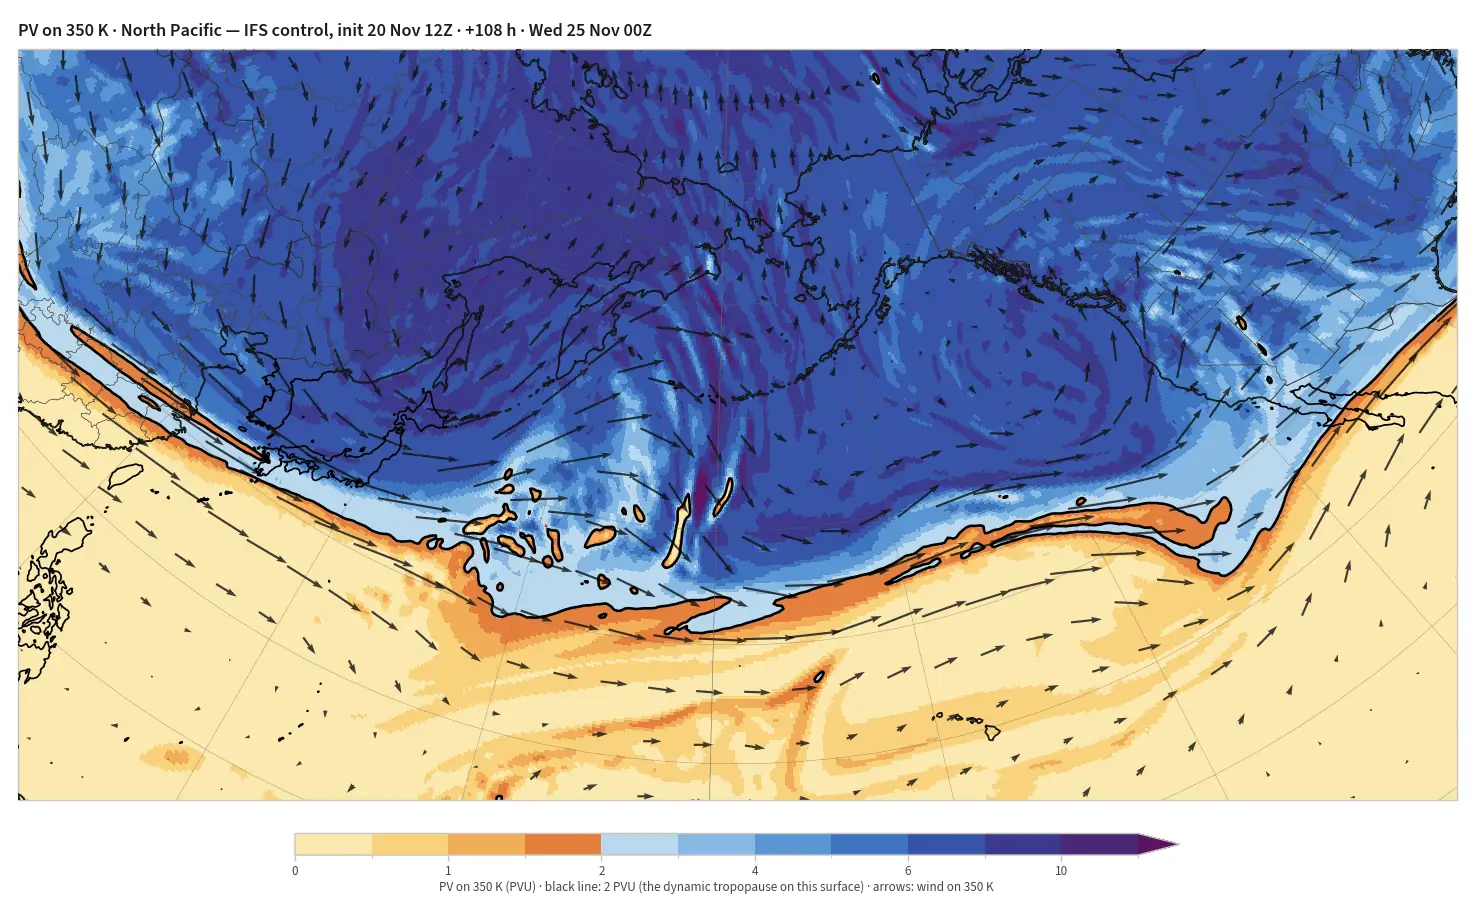 PV on 350 K · North Pacific — IFS control, init 20 Nov 12Z · +108 h · Wed 25 Nov 00Z
0 1 2 4 6 10
PV on 350 K (PVU) · black line: 2 PVU (the dynamic tropopause on this surface) · arrows: wind on 350 K